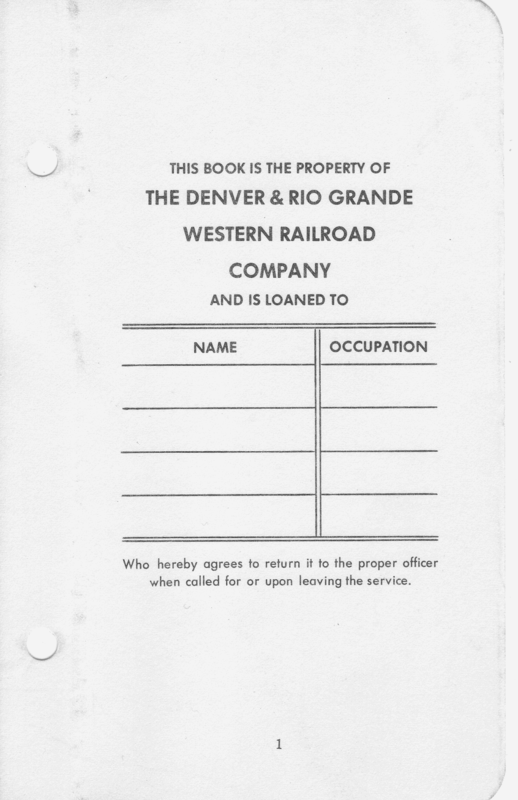 THIS BOOK IS THE PROPERTY OF
THE DENVER & RIO GRANDE
WESTERN RAILROAD
COMPANY
AND IS LOANED TO
NAME OCCUPATION
Who hereby agrees to return it to the proper officer
when called for or upon leaving the service.
1